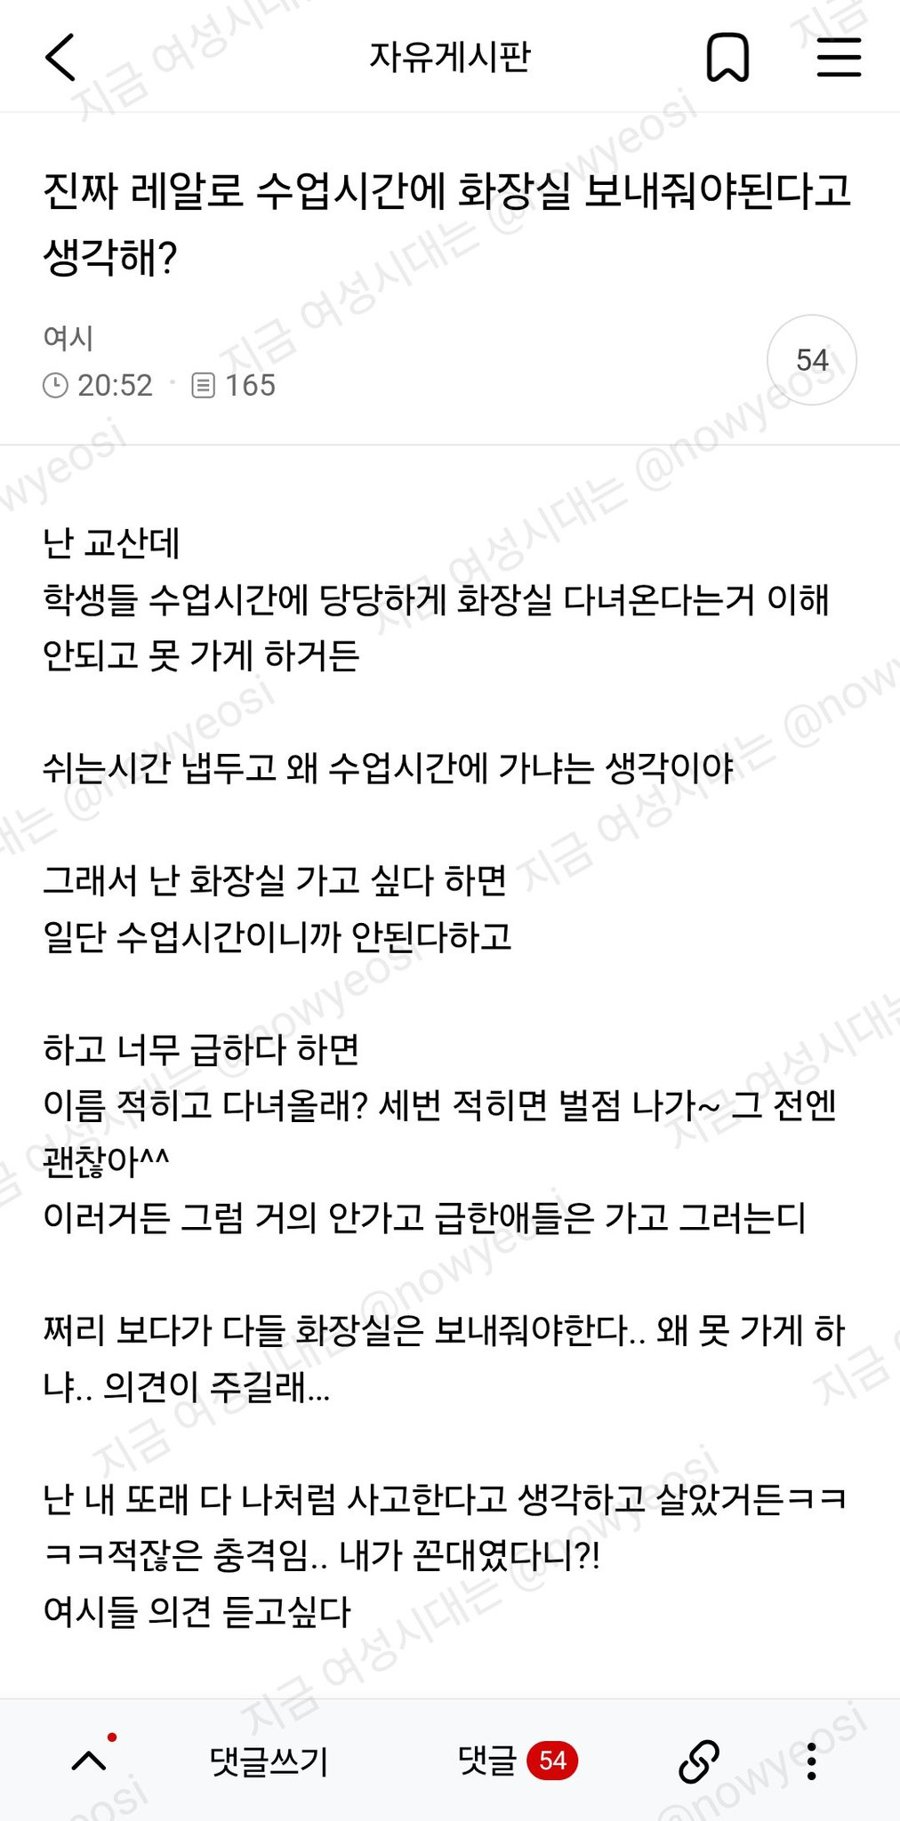 자유게시판
진짜 레알로 수업시간에 화장실 보내줘야된다고
생각해?
여시
20:52 · 165
54
난 교산데
학생들 수업시간에 당당하게 화장실 다녀온다는거 이해
안되고 못 가게 하거든
쉬는시간 냅두고 왜 수업시간에 가냐는 생각이야
그래서 난 화장실 가고 싶다 하면
일단 수업시간이니까 안된다하고
하고 너무 급하다 하면
이름 적히고 다녀올래? 세번 적히면 벌점 나가~ 그 전엔
괜찮아^^
이러거든 그럼 거의 안가고 급한애들은 가고 그러는디
쩌리 보다가 다들 화장실은 보내줘야한다.. 왜 못 가게 하
냐.. 의견이 주길래...
난 내 또래 다 나처럼 사고한다고 생각하고 살았거든ㅋㅋ
ㅋㅋ적잖은 충격임.. 내가 꼰대였다니?!
여시들 의견 듣고싶다
댓글쓰기 댓글 54
지금 여성시대는 @nowyeosi